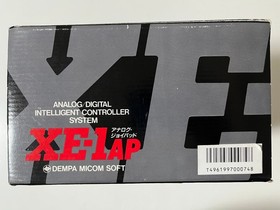 XE
ANALOG/DIGITAL
INTELLIGENT CONTROLLER
SYSTEM
XE-1AP
アナログ・
ジョイパッド
DEMPA MICOM SOFT
T4961997000748